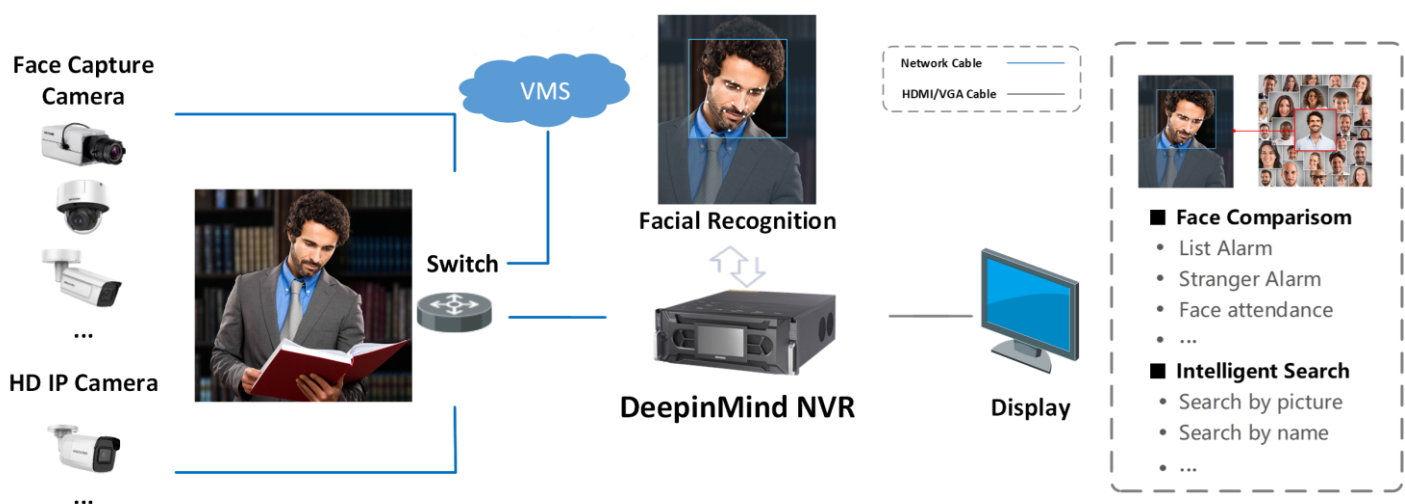 Face Capture
Camera
...
HD IP Camera
...
VMS
Switch
Facial Recognition
DeepinMind NVR
Network Cable
HDMI/VGA Cable
Display
■ Face Comparisom
• List Alarm
• Stranger Alarm
• Face attendance
• ...
■ Intelligent Search
• Search by picture
• Search by name
• ...